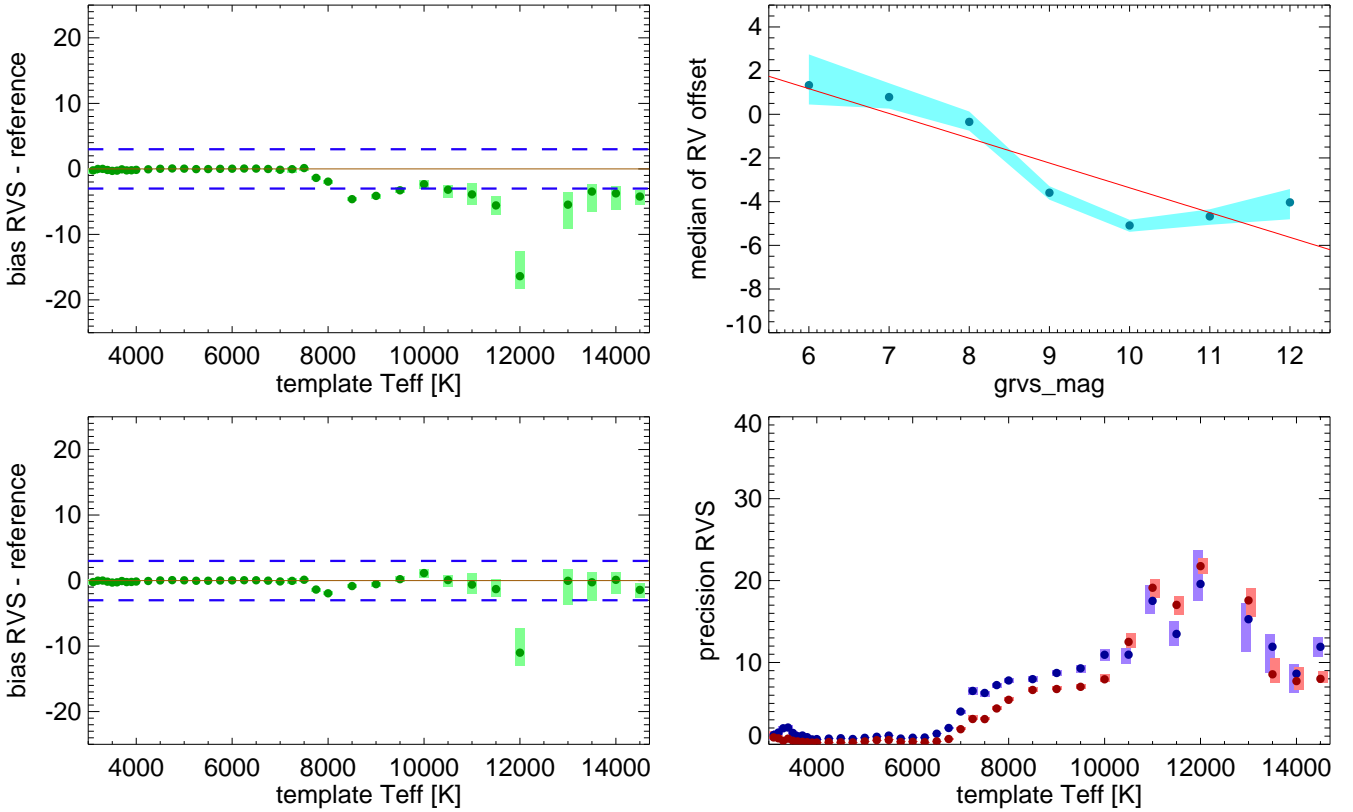 20
10
0
-10
-20
bias RVS - reference
4000 6000 8000 10000 12000 14000
template Teff [K]
4
2
0
-2
-4
-6
-8
-10
median of RV offset
6 7 8 9 10 11 12
grvs_mag
20
10
0
-10
-20
bias RVS - reference
4000 6000 8000 10000 12000 14000
template Teff [K]
40
30
20
10
0
precision RVS
4000 6000 8000 10000 12000 14000
template Teff [K]